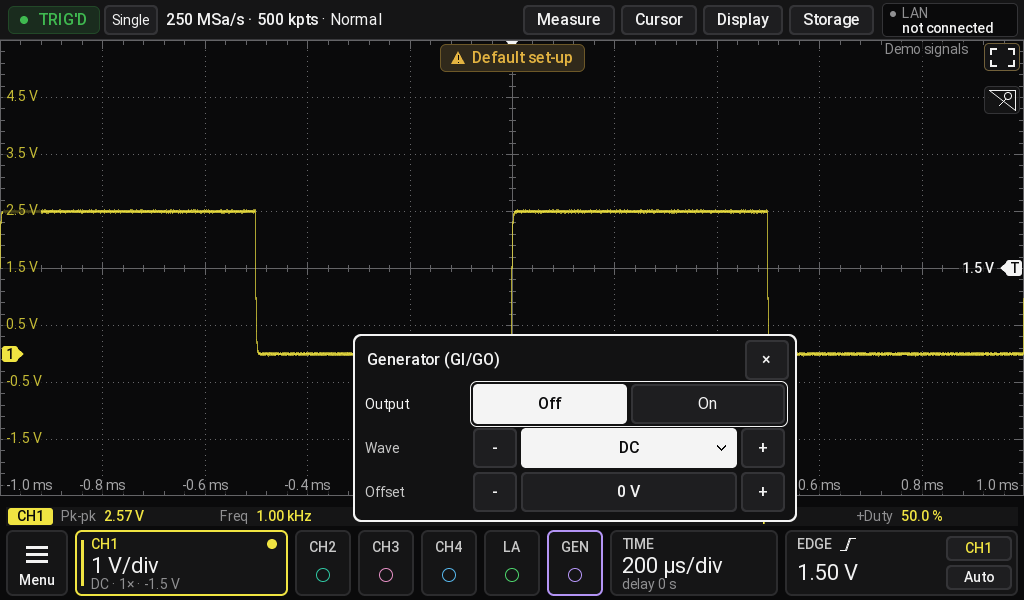 TRIG'D
Single
250 MSa/s · 500 kpts · Normal
Measure
Cursor
Display
Storage
LAN
not connected
Default set-up
Demo signals
4.5 V
3.5 V
2.5 V
1.5 V
1.5 V
T
0.5 V
1
-0.5 V
-1.5 V
Generator (GI/GO)
×
Output
Off
On
Wave
-
DC
+
Offset
-
0 V
+
-1.0 ms
-0.8 ms
-0.6 ms
-0.4 ms
0.6 ms
0.8 ms
1.0 ms
CH1
Pk-pk 2.57 V
Freq 1.00 kHz
+Duty 50.0 %
Menu
CH1
1 V/div
DC · 1× · -1.5 V
CH2
CH3
CH4
LA
GEN
TIME
200 µs/div
delay 0 s
EDGE
1.50 V
CH1
Auto